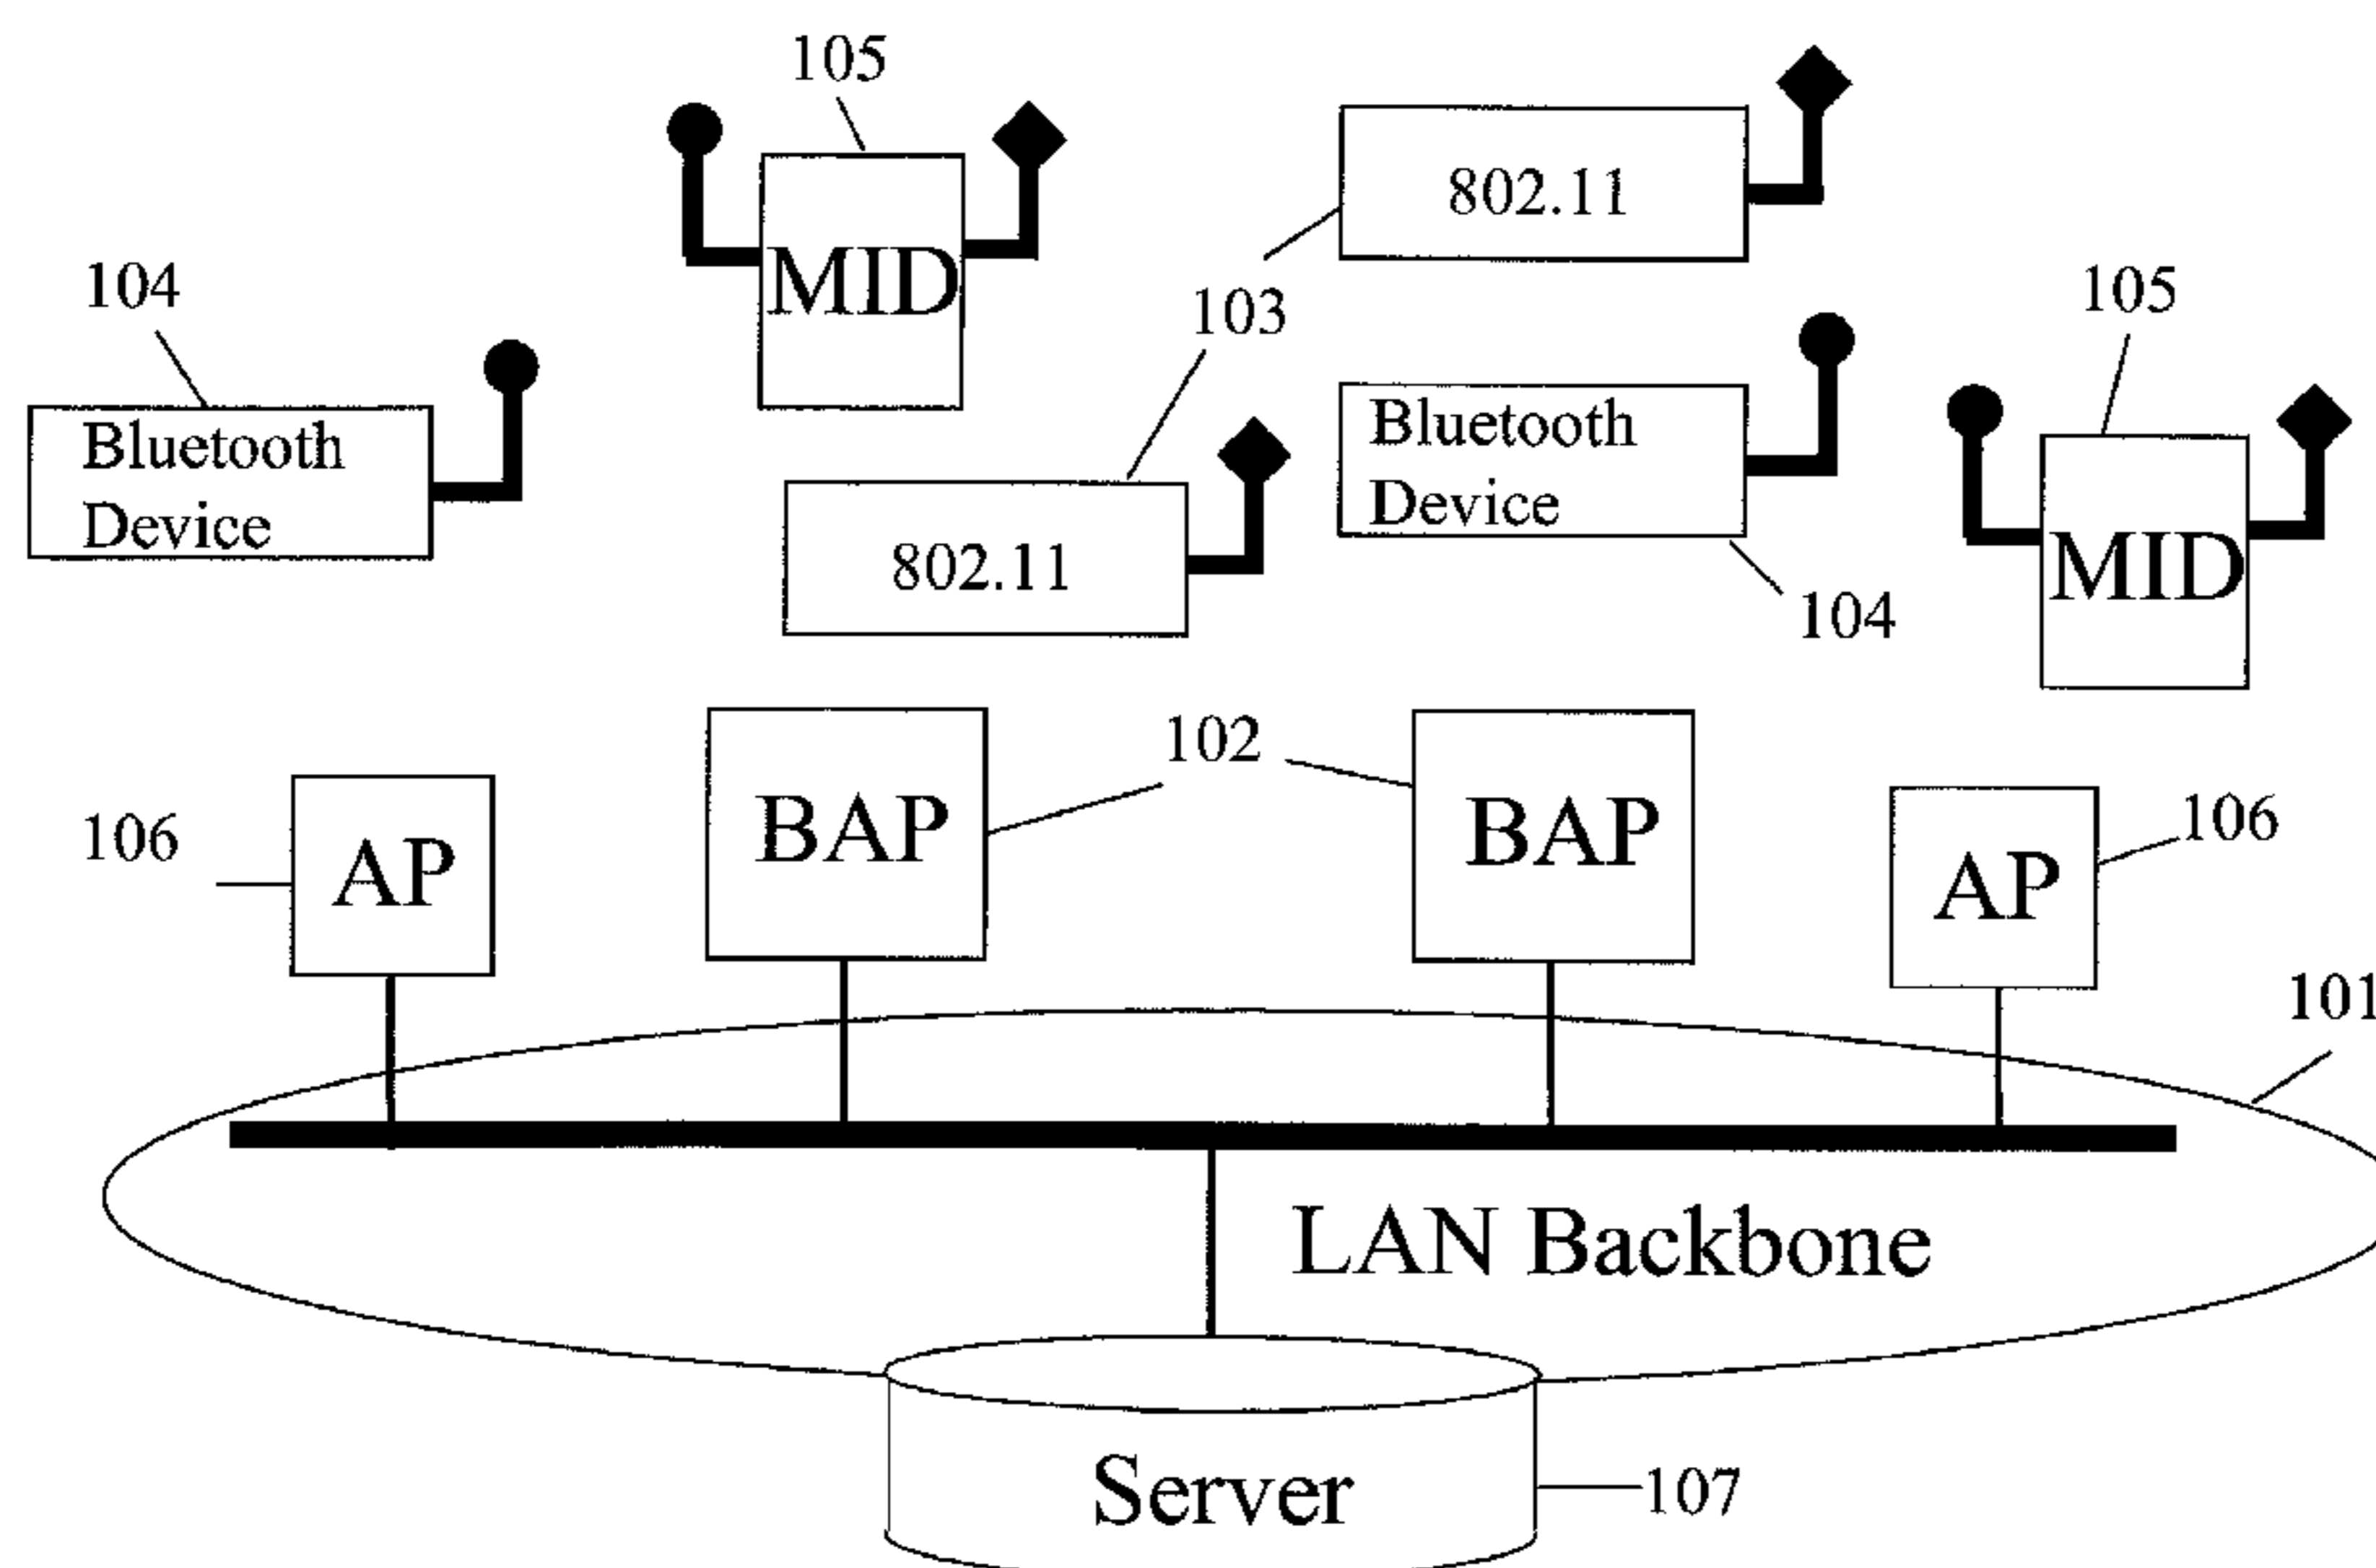 105
802.11
104
MID
103
105
Bluetooth
Device
Bluetooth
Device
802.11
MID
104
102
106
AP
BAP
BAP
AP
106
101
LAN Backbone
Server
107